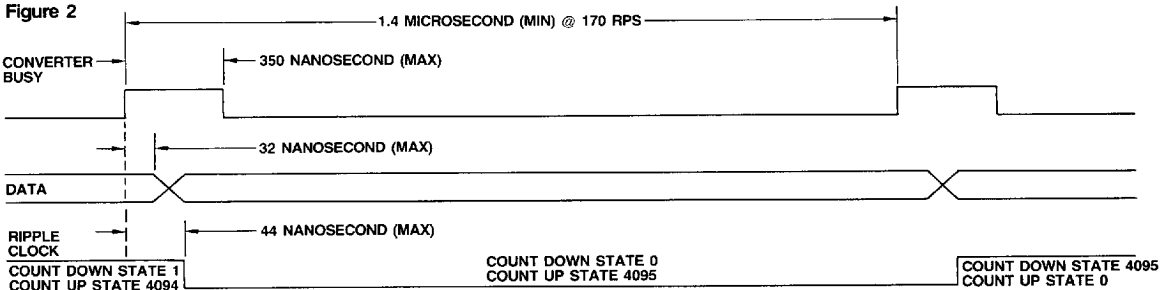 Figure 2
1.4 MICROSECOND (MIN) @ 170 RPS
CONVERTER
BUSY
350 NANOSECOND (MAX)
32 NANOSECOND (MAX)
DATA
RIPPLE
CLOCK
44 NANOSECOND (MAX)
COUNT DOWN STATE 1
COUNT UP STATE 4094
COUNT DOWN STATE 0
COUNT UP STATE 4095
COUNT DOWN STATE 4095
COUNT UP STATE 0